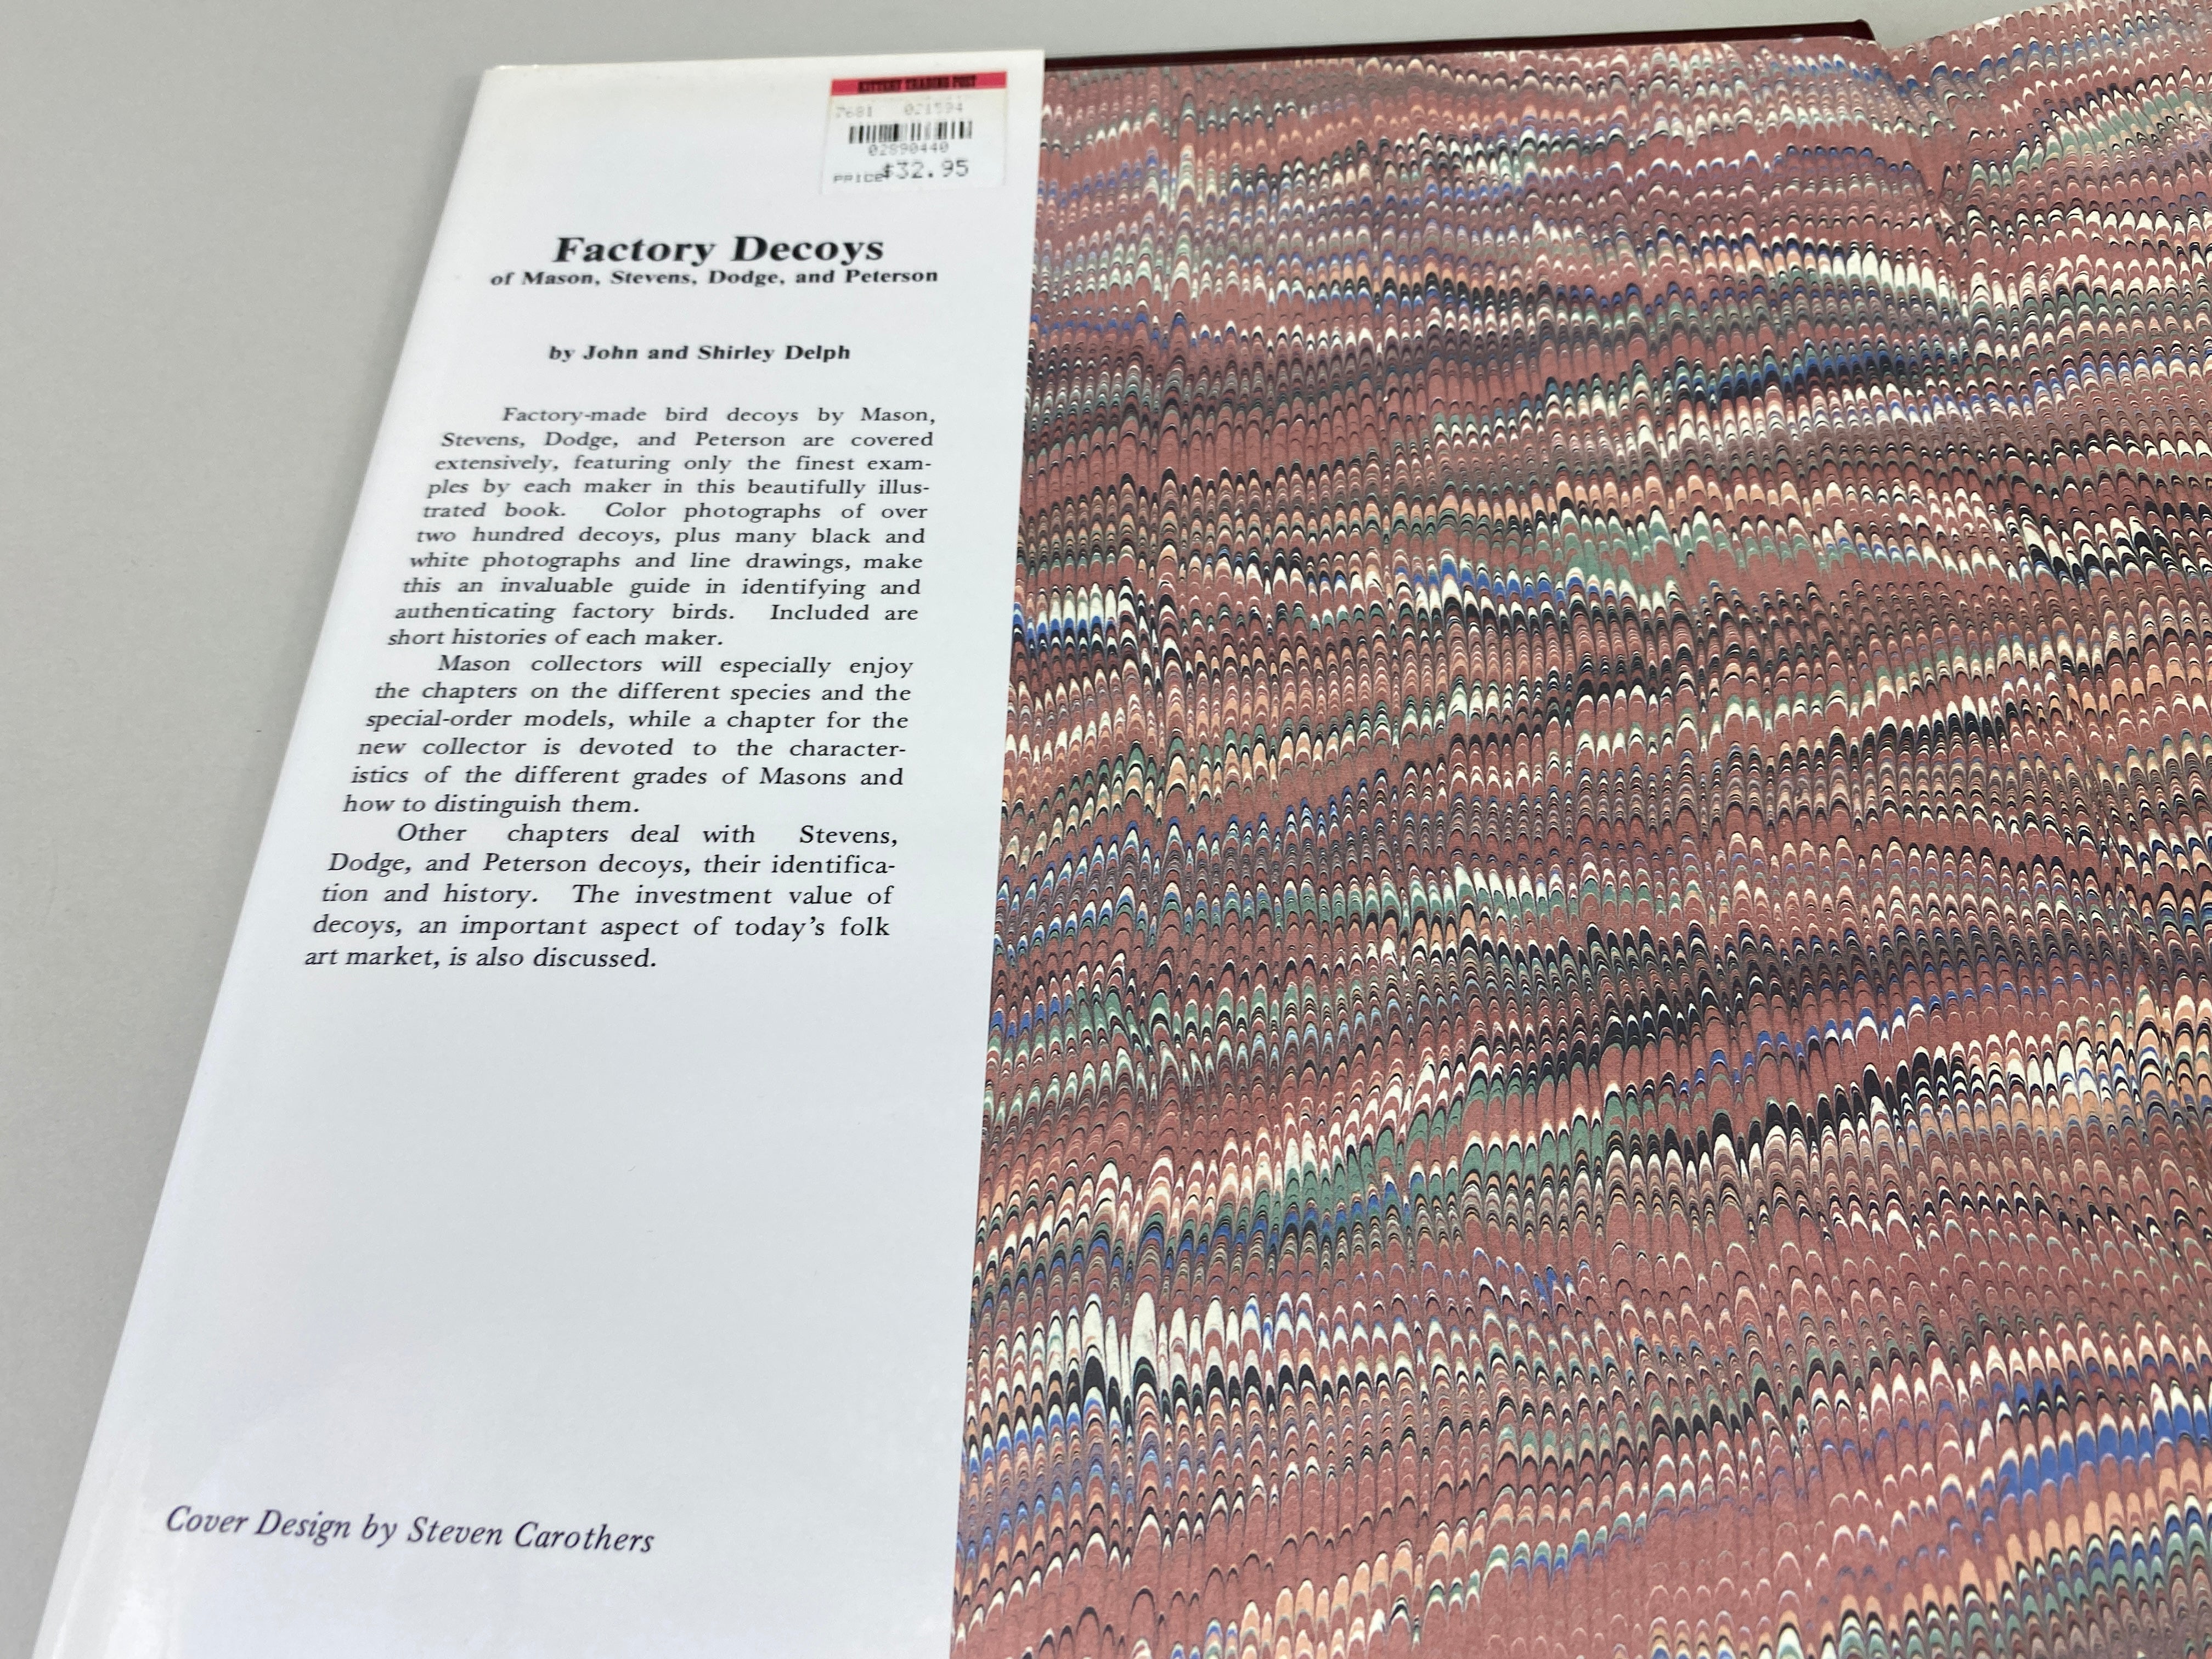 KITTERY TRADING POST
7681 021594
02890440
PRICE $32.95
Factory Decoys
of Mason, Stevens, Dodge, and Peterson
by John and Shirley Delph
Factory-made bird decoys by Mason,
Stevens, Dodge, and Peterson are covered
extensively, featuring only the finest exam-
ples by each maker in this beautifully illus-
trated book. Color photographs of over
two hundred decoys, plus many black and
white photographs and line drawings, make
this an invaluable guide in identifying and
authenticating factory birds. Included are
short histories of each maker.
Mason collectors will especially enjoy
the chapters on the different species and the
special-order models, while a chapter for the
new collector is devoted to the character-
istics of the different grades of Masons and
how to distinguish them.
Other chapters deal with Stevens,
Dodge, and Peterson decoys, their identifica-
tion and history. The investment value of
decoys, an important aspect of today's folk
art market, is also discussed.
Cover Design by Steven Carothers